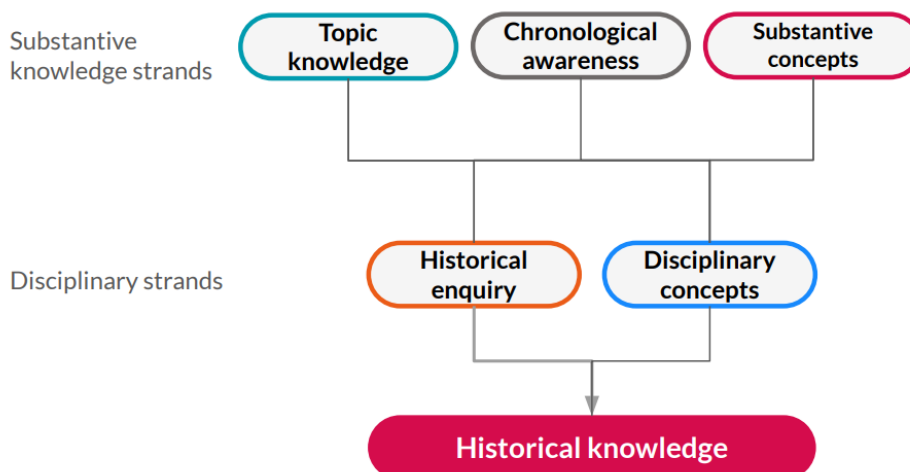 Substantive
knowledge strands
Topic
knowledge
Chronological
awareness
Substantive
concepts
Disciplinary strands
Historical
enquiry
Disciplinary
concepts
Historical knowledge